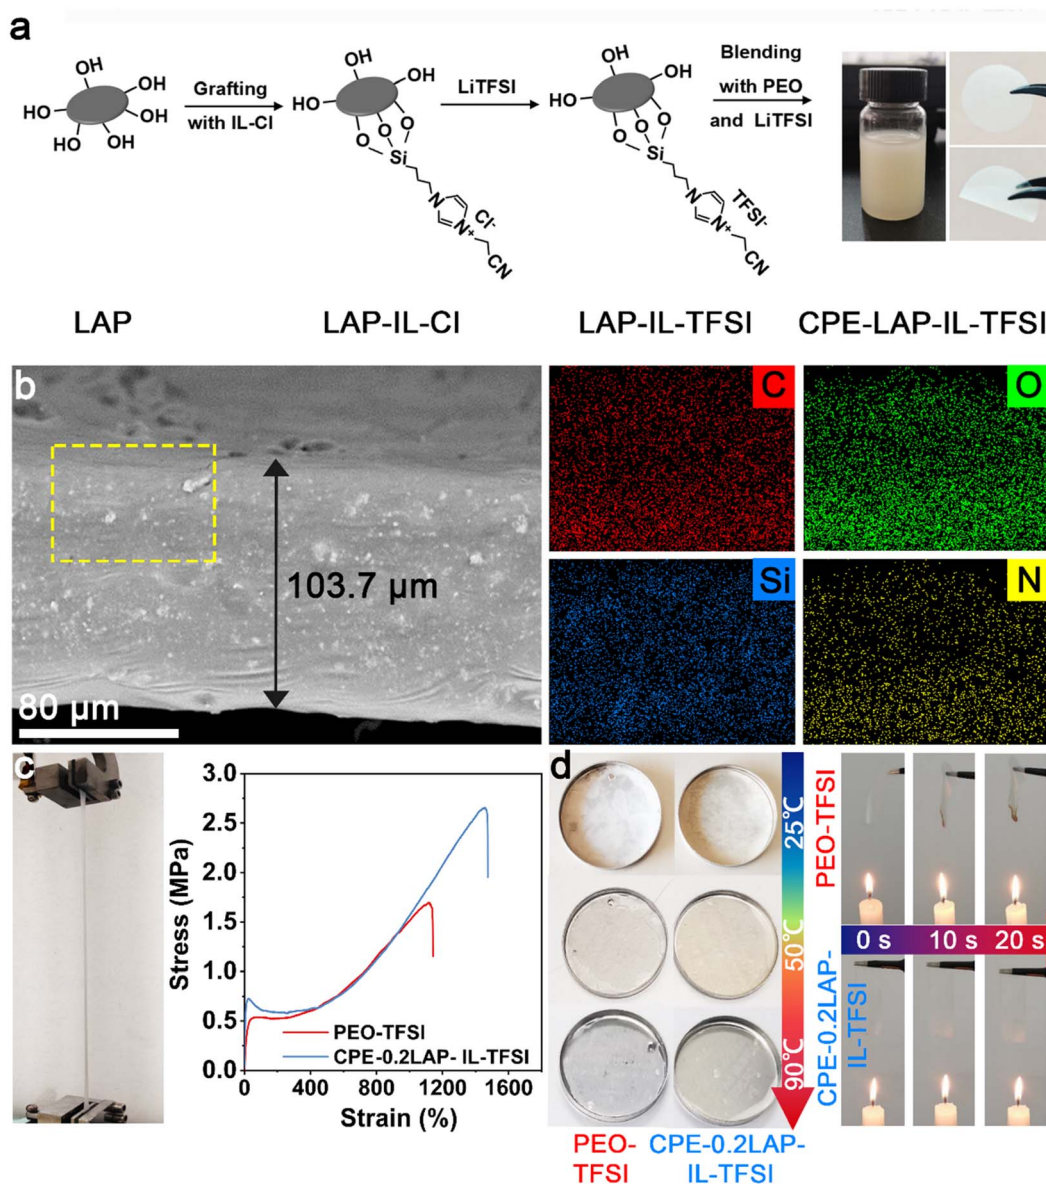 a
OH
OH
HO
OH
HO
OH
HO
OH
Grafting
with IL-Cl
OH
OH
HO
O
O
O
Si
N
N+
Cl-
CN
LiTFSI
OH
OH
HO
O
O
O
Si
N
N+
TFSI-
CN
Blending
with PEO
and LiTFSI
LAP
LAP-IL-Cl
LAP-IL-TFSI
CPE-LAP-IL-TFSI
b
103.7 µm
80 µm
C
O
Si
N
c
3.0
2.5
2.0
1.5
1.0
0.5
0.0
Stress (MPa)
PEO-TFSI
CPE-0.2LAP- IL-TFSI
0
400
800
1200
1600
Strain (%)
d
25℃
50℃
90℃
PEO-
TFSI
CPE-0.2LAP-
IL-TFSI
PEO-TFSI
0 s
10 s
20 s
CPE-0.2LAP-
IL-TFSI